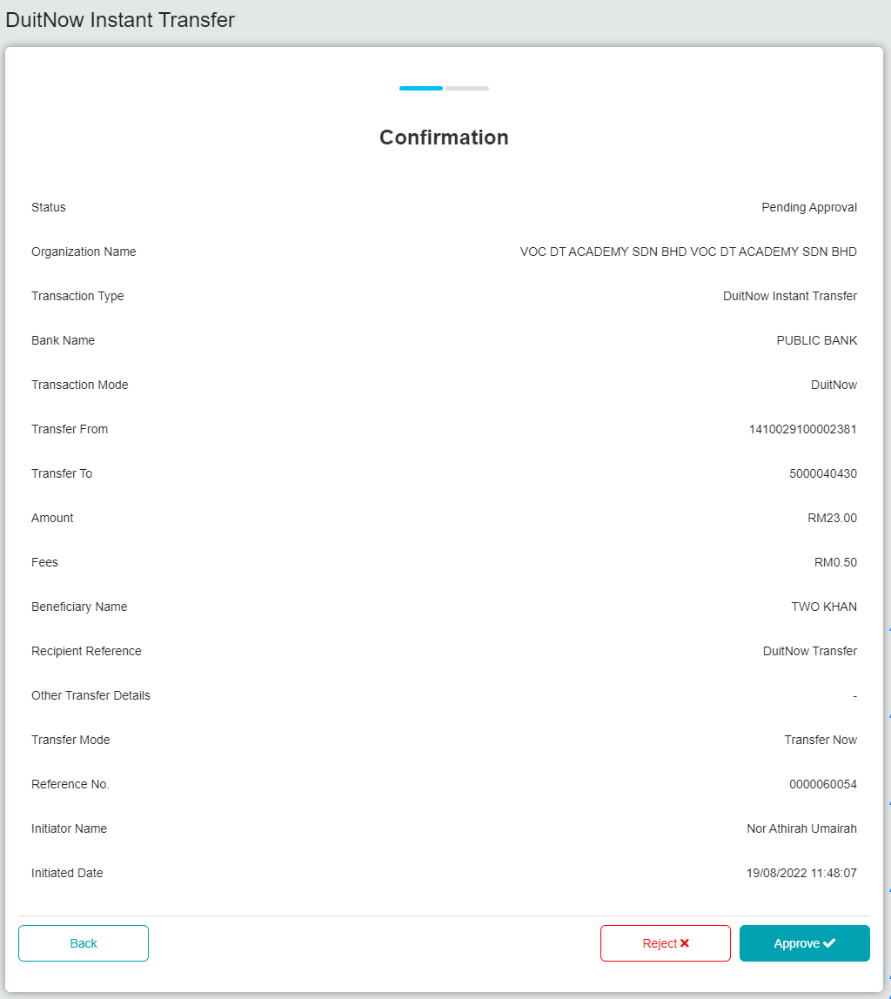 DuitNow Instant Transfer
Confirmation
Status Pending Approval
Organization Name VOC DT ACADEMY SDN BHD VOC DT ACADEMY SDN BHD
Transaction Type DuitNow Instant Transfer
Bank Name PUBLIC BANK
Transaction Mode DuitNow
Transfer From 1410029100002381
Transfer To 5000040430
Amount RM23.00
Fees RM0.50
Beneficiary Name TWO KHAN
Recipient Reference DuitNow Transfer
Other Transfer Details -
Transfer Mode Transfer Now
Reference No. 0000060054
Initiator Name Nor Athirah Umairah
Initiated Date 19/08/2022 11:48:07
Back Reject Approve